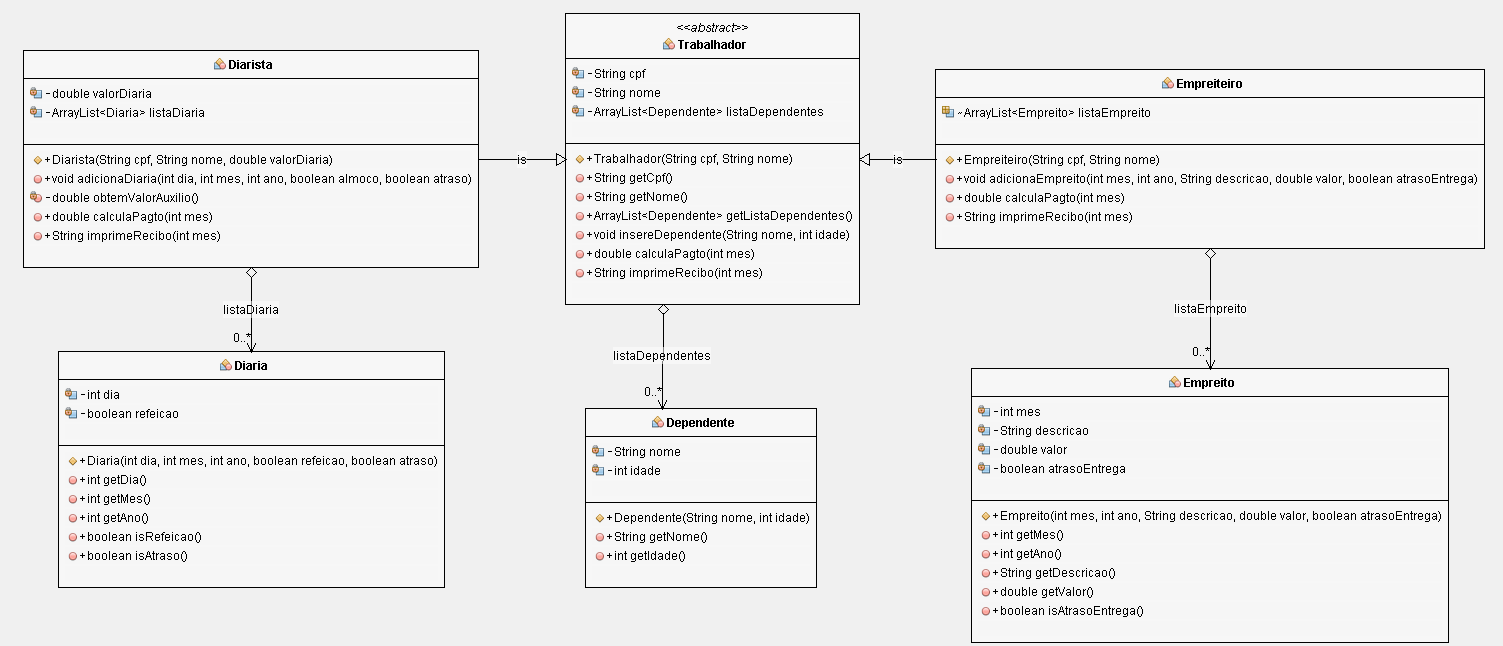 Diarista
-double valorDiaria
-ArrayList<Diaria> listaDiaria
+Diarista(String cpf, String nome, double valorDiaria)
+void adicionaDiaria(int dia, int mes, int ano, boolean almoco, boolean atraso)
-double obtemValorAuxilio()
+double calculaPagto(int mes)
+String imprimeRecibo(int mes)
is
<<abstract>>
Trabalhador
-String cpf
-String nome
-ArrayList<Dependente> listaDependentes
+Trabalhador(String cpf, String nome)
+String getCpf()
+String getNome()
+ArrayList<Dependente> getListaDependentes()
+void insereDependente(String nome, int idade)
+double calculaPagto(int mes)
+String imprimeRecibo(int mes)
is
Empreiteiro
~ArrayList<Empreito> listaEmpreito
+Empreiteiro(String cpf, String nome)
+void adicionaEmpreito(int mes, int ano, String descricao, double valor, boolean atrasoEntrega)
+double calculaPagto(int mes)
+String imprimeRecibo(int mes)
listaDiaria
0..*
Diaria
-int dia
-boolean refeicao
+Diaria(int dia, int mes, int ano, boolean refeicao, boolean atraso)
+int getDia()
+int getMes()
+int getAno()
+boolean isRefeicao()
+boolean isAtraso()
listaDependentes
0..*
Dependente
-String nome
-int idade
+Dependente(String nome, int idade)
+String getNome()
+int getIdade()
listaEmpreito
0..*
Empreito
-int mes
-String descricao
-double valor
-boolean atrasoEntrega
+Empreito(int mes, int ano, String descricao, double valor, boolean atrasoEntrega)
+int getMes()
+int getAno()
+String getDescricao()
+double getValor()
+boolean isAtrasoEntrega()